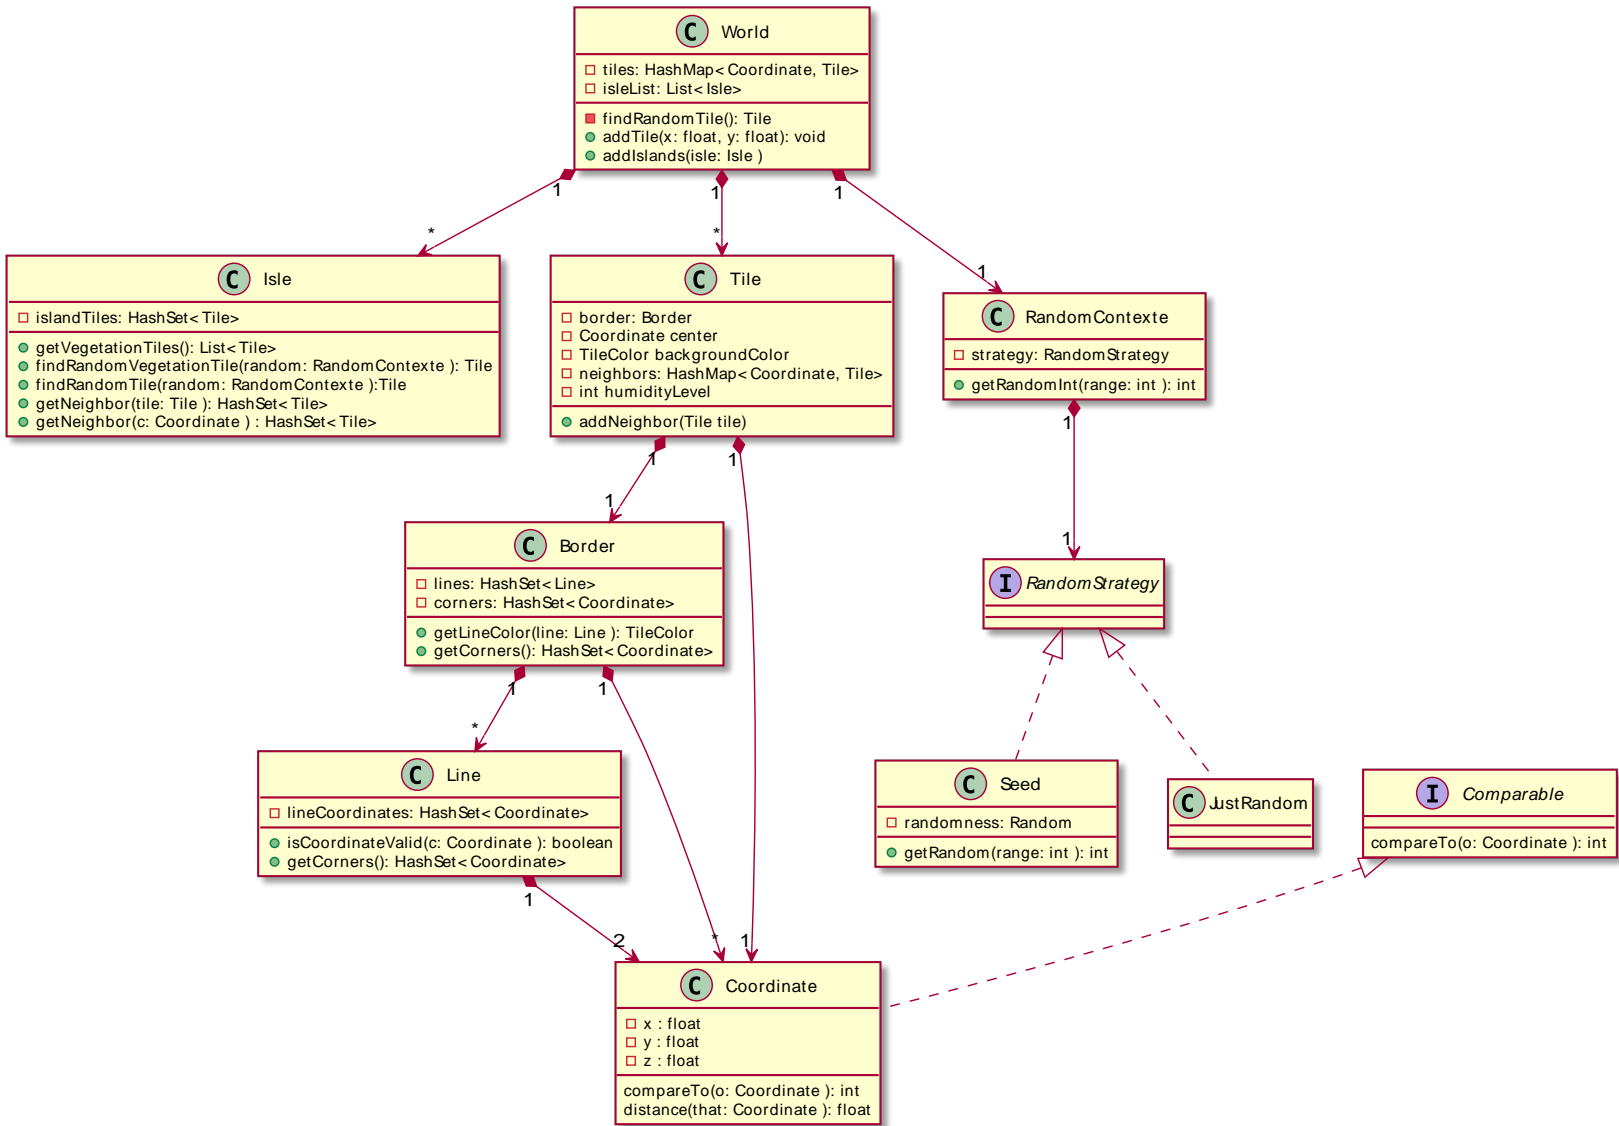 C World
tiles: HashMap<Coordinate, Tile>
isleList: List<Isle>
findRandomTile(): Tile
addTile(x: float, y: float): void
addIslands(isle: Isle )
1
1
1
*
*
1
C Isle
islandTiles: HashSet<Tile>
getVegetationTiles(): List<Tile>
findRandomVegetationTile(random: RandomContexte ): Tile
findRandomTile(random: RandomContexte ):Tile
getNeighbor(tile: Tile ): HashSet<Tile>
getNeighbor(c: Coordinate ) : HashSet<Tile>
C Tile
border: Border
Coordinate center
TileColor backgroundColor
neighbors: HashMap<Coordinate, Tile>
int humidityLevel
addNeighbor(Tile tile)
C RandomContexte
strategy: RandomStrategy
getRandomInt(range: int ): int
1
1
1
1
1
C Border
lines: HashSet<Line>
corners: HashSet<Coordinate>
getLineColor(line: Line ): TileColor
getCorners(): HashSet<Coordinate>
I RandomStrategy
1
1
*
C Line
lineCoordinates: HashSet<Coordinate>
isCoordinateValid(c: Coordinate ): boolean
getCorners(): HashSet<Coordinate>
C Seed
randomness: Random
getRandom(range: int ): int
C JustRandom
I Comparable
compareTo(o: Coordinate ): int
1
2
*
1
C Coordinate
x : float
y : float
z : float
compareTo(o: Coordinate ): int
distance(that: Coordinate ): float